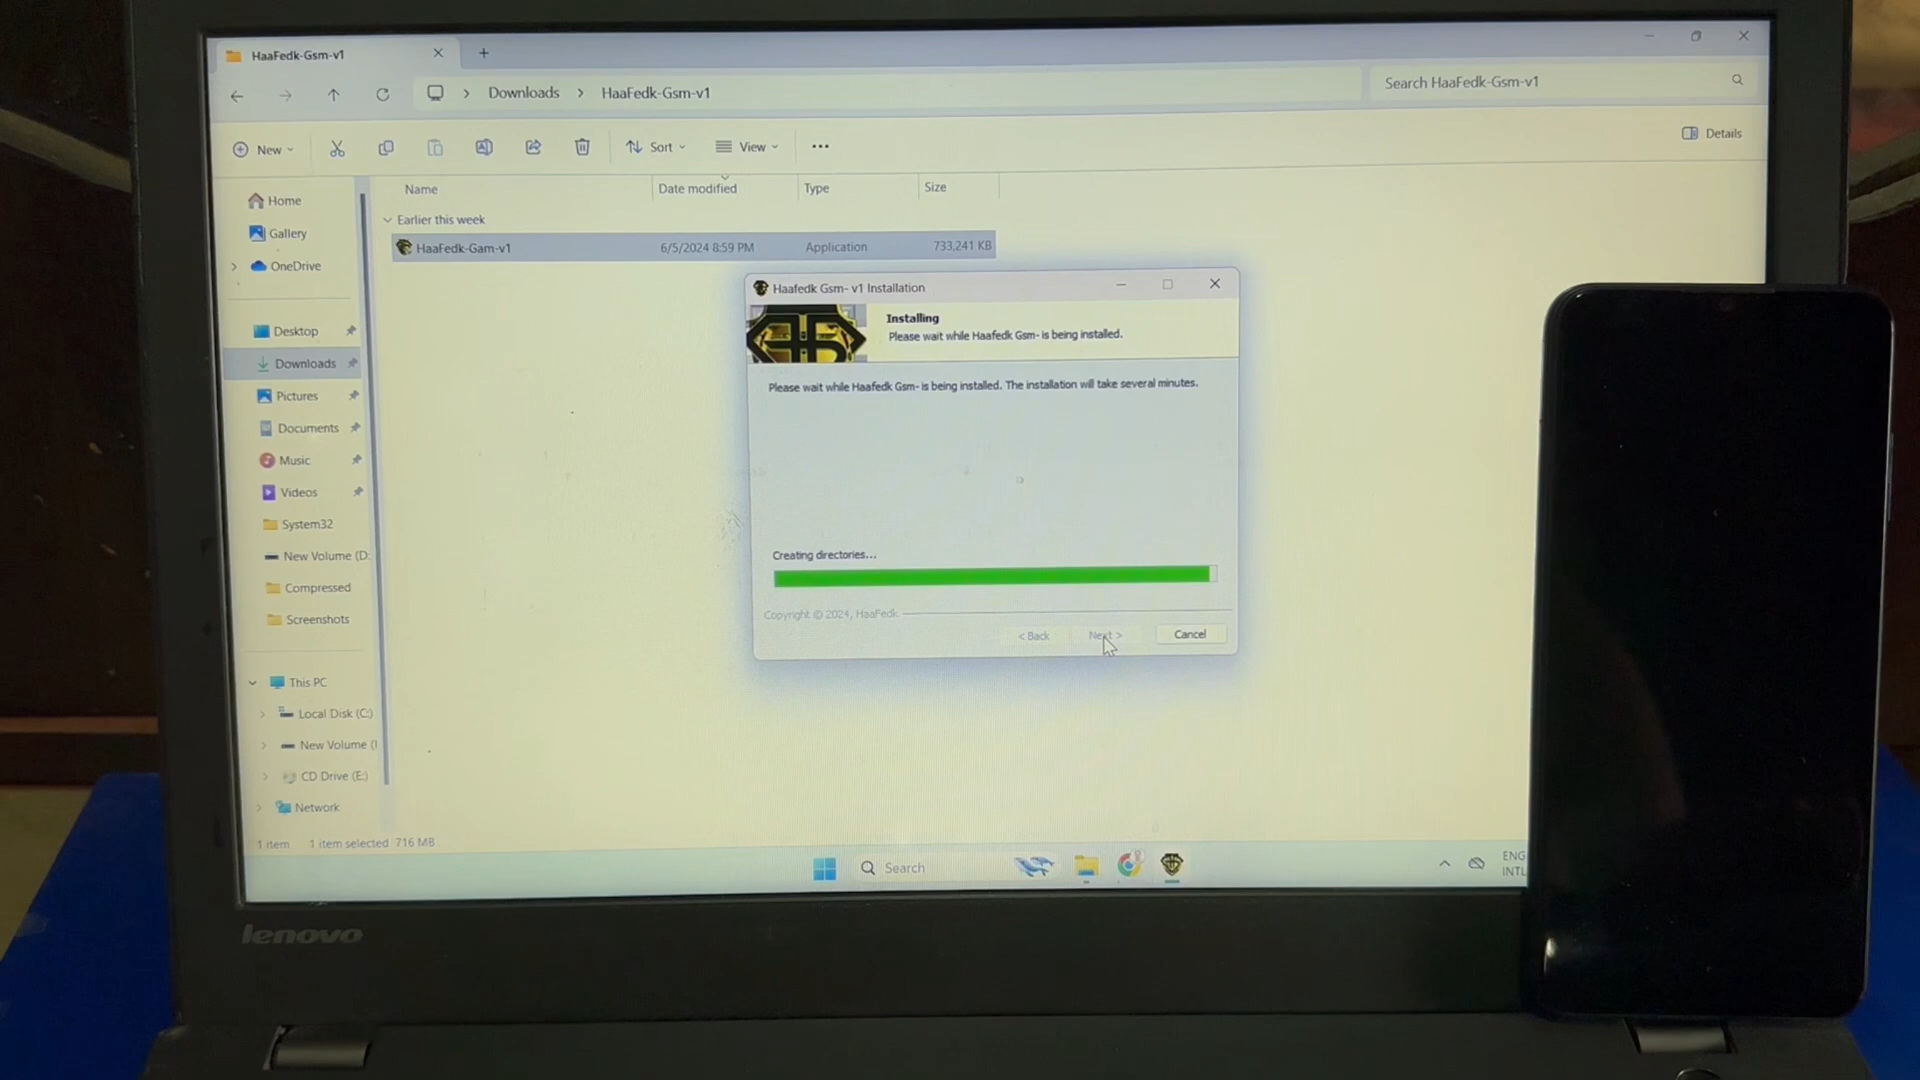 HaaFedk-Gsm-v1
Downloads > HaaFedk-Gsm-v1
Search HaaFedk-Gsm-v1
New
Sort
View
Details
Name Date modified Type Size
Earlier this week
HaaFedk-Gam-v1 6/5/2024 8:59 PM Application 733,241 KB
Home
Gallery
OneDrive
Desktop
Downloads
Pictures
Documents
Music
Videos
System32
New Volume (D:
Compressed
Screenshots
This PC
Local Disk (C:)
New Volume (
CD Drive (E:)
Network
1 item 1 item selected 716 MB
Haafedk Gsm- v1 Installation
Installing
Please wait while Haafedk Gsm- is being installed.
Please wait while Haafedk Gsm- is being installed. The installation will take several minutes.
Creating directories...
Copyright © 2024, HaaFedk
< Back Next > Cancel
Search
ENG
INTL
lenovo